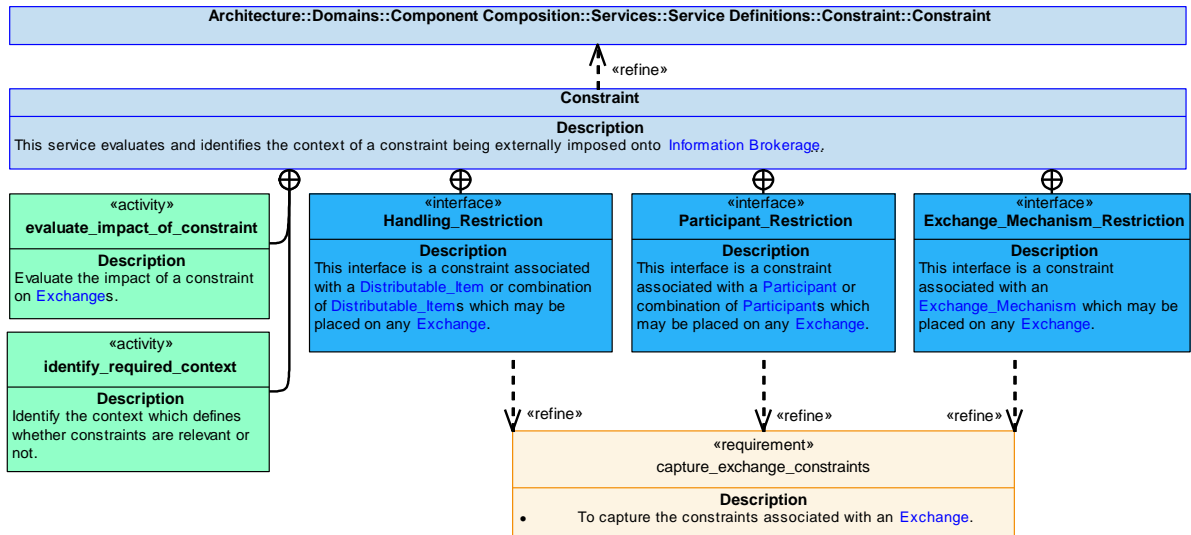 Architecture::Domains::Component Composition::Services::Service Definitions::Constraint::Constraint
«refine»
Constraint
Description
This service evaluates and identifies the context of a constraint being externally imposed onto Information Brokerage,.
«activity»
evaluate_impact_of_constraint
Description
Evaluate the impact of a constraint
on Exchanges.
«activity»
identify_required_context
Description
Identify the context which defines
whether constraints are relevant or
not.
«interface»
Handling_Restriction
Description
This interface is a constraint associated
with a Distributable_Item or combination
of Distributable_Items which may be
placed on any Exchange.
«interface»
Participant_Restriction
Description
This interface is a constraint
associated with a Participant or
combination of Participants which
may be placed on any Exchange.
«interface»
Exchange_Mechanism_Restriction
Description
This interface is a constraint
associated with an
Exchange_Mechanism which may be
placed on any Exchange.
«refine»
«refine»
«refine»
«requirement»
capture_exchange_constraints
Description
• To capture the constraints associated with an Exchange.